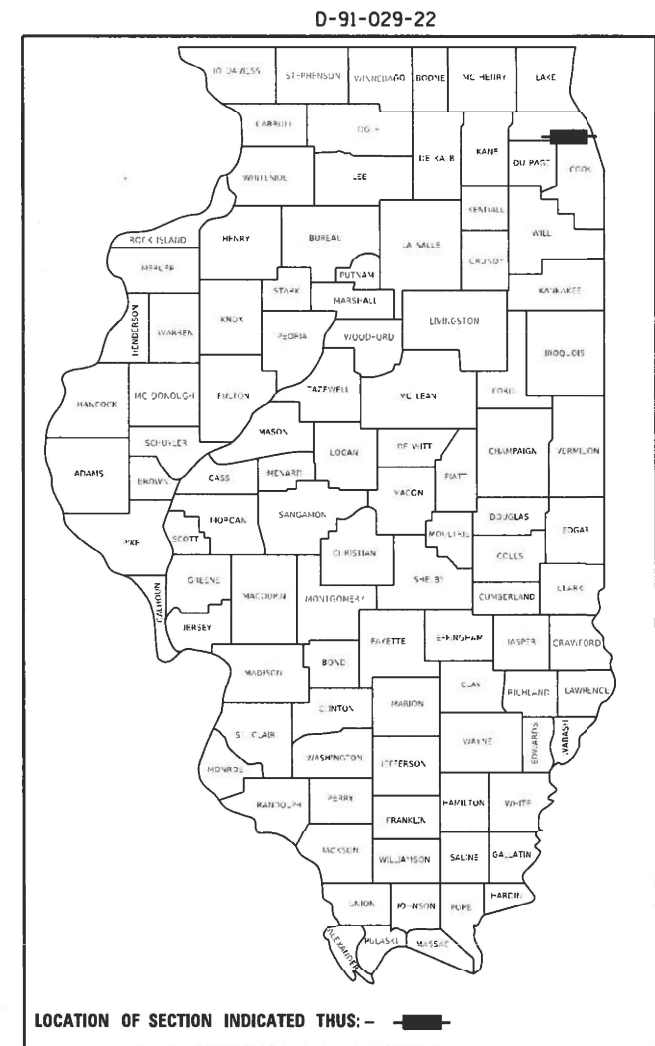 D-91-029-22
JO DAVIESS STEPHENSON WINNEBAGO BOONE MC HENRY LAKE
CARROLL OGLE
DE KALB KANE DU PAGE COOK
WHITESIDE LEE
KENDALL
ROCK ISLAND HENRY BUREAU LA SALLE WILL
MERCER PUTNAM GRUNDY
STARK MARSHALL KANKAKEE
HENDERSON WARREN KNOX PEORIA WOODFORD LIVINGSTON
IROQUOIS
HANCOCK MC DONOUGH FULTON TAZEWELL MC LEAN FORD
MASON
SCHUYLER LOGAN DE WITT CHAMPAIGN VERMILION
ADAMS BROWN CASS MENARD PIATT
MACON
MORGAN SANGAMON DOUGLAS
PIKE SCOTT MOULTRIE EDGAR
CHRISTIAN COLES
GREENE SHELBY
CALHOUN MACOUPIN MONTGOMERY CUMBERLAND CLARK
JERSEY
FAYETTE EFFINGHAM JASPER CRAWFORD
MADISON BOND
CLAY RICHLAND LAWRENCE
CLINTON MARION
ST. CLAIR WAYNE EDWARDS WABASH
MONROE WASHINGTON JEFFERSON
RANDOLPH PERRY HAMILTON WHITE
FRANKLIN
JACKSON WILLIAMSON SALINE GALLATIN
UNION JOHNSON POPE HARDIN
ALEXANDER PULASKI MASSAC
LOCATION OF SECTION INDICATED THUS: -